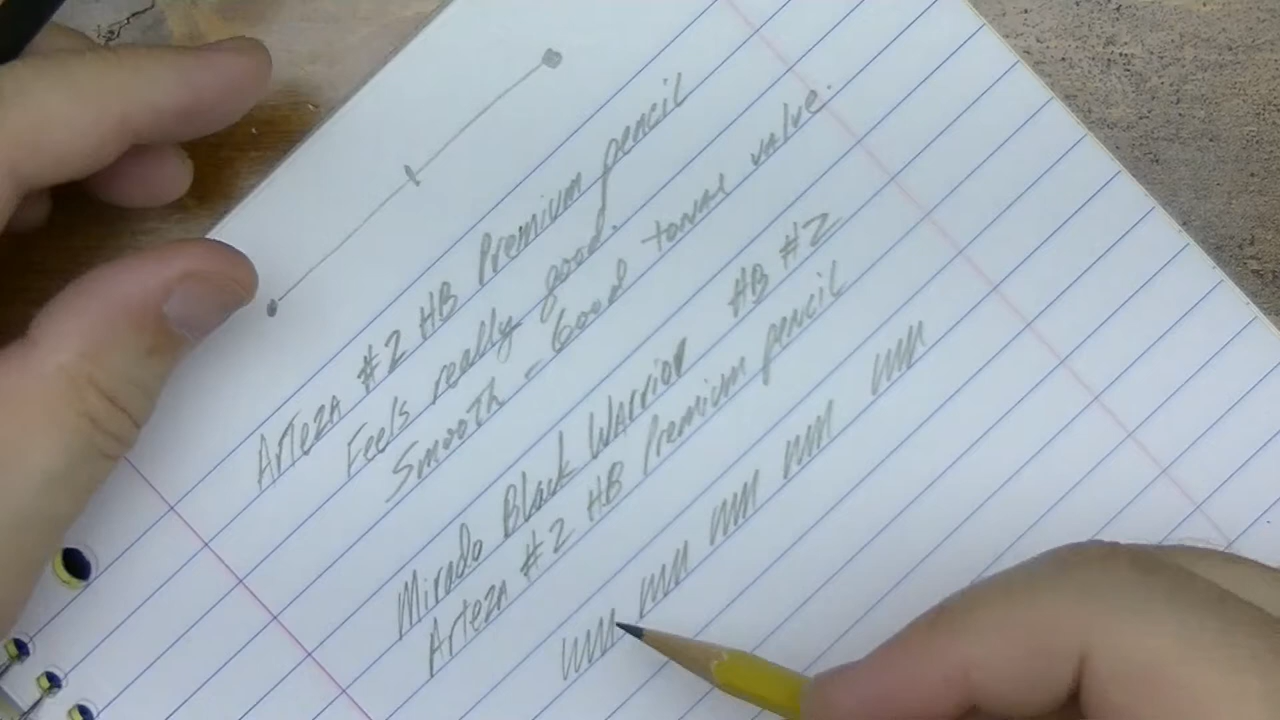 Arteza #2 HB Premium pencil
Feels really good.
Smooth - Good tonal value.
Mirado Black Warrior HB #2
Arteza #2 HB Premium pencil